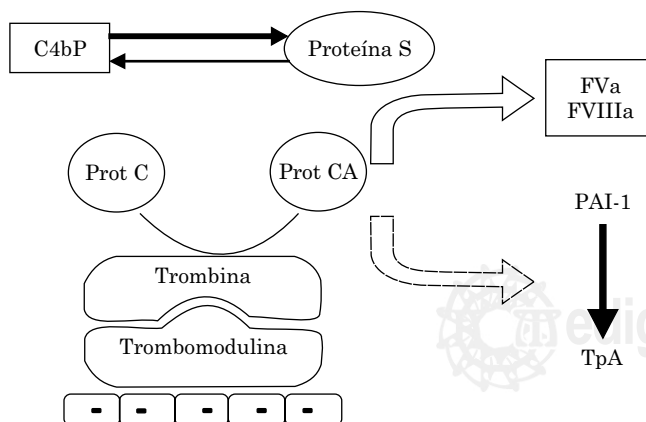 C4bP
Proteína S
FVa
FVIIIa
Prot C
Prot CA
PAI-1
Trombina
Trombomodulina
TpA